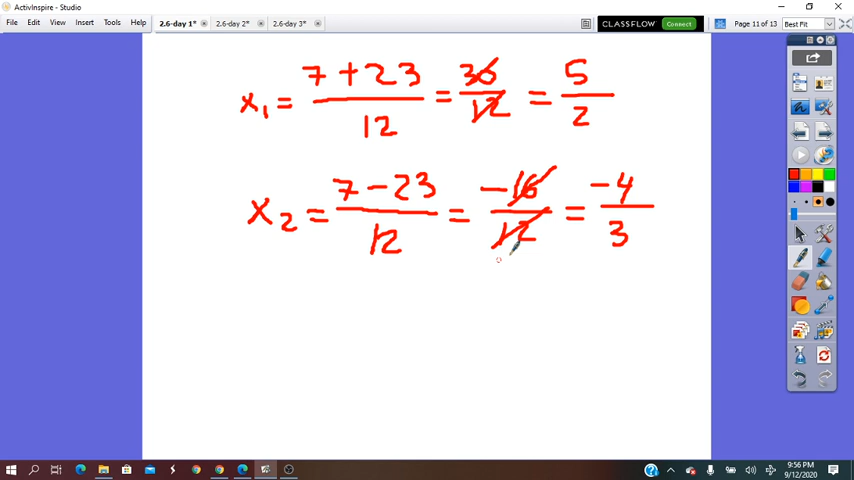 ActivInspire - Studio
File Edit View Insert Tools Help
2.6-day 1* 2.6-day 2* 2.6-day 3*
CLASSFLOW Connect
Page 11 of 13 Best Fit
x₁ = (7 + 23)/12 = 30/12 = 5/2
x₂ = (7 - 23)/12 = -16/12 = -4/3
9:56 PM
9/12/2020